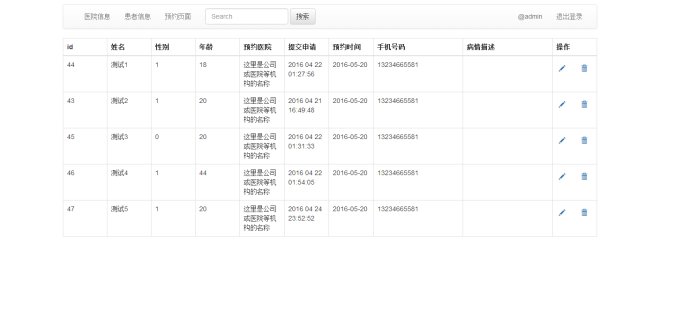 医院信息 患者信息 预约页面 Search 搜索 @admin 退出登录
id 姓名 性别 年龄 预约医院 提交申请 预约时间 手机号码 病情描述 操作
44 测试1 1 18 这里是公司 2016 04 22 2016-05-20 13234665581
或医院等机 01:27:56
构的名称
43 测试2 1 20 这里是公司 2016 04 21 2016-05-20 13234665581
或医院等机 16:49:48
构的名称
45 测试3 0 20 这里是公司 2016 04 22 2016-05-20 13234665581
或医院等机 01:31:33
构的名称
46 测试4 1 44 这里是公司 2016 04 22 2016-05-20 13234665581
或医院等机 01:54:05
构的名称
47 测试5 1 20 这里是公司 2016 04 24 2016-05-20 13234665581
或医院等机 23:52:52
构的名称